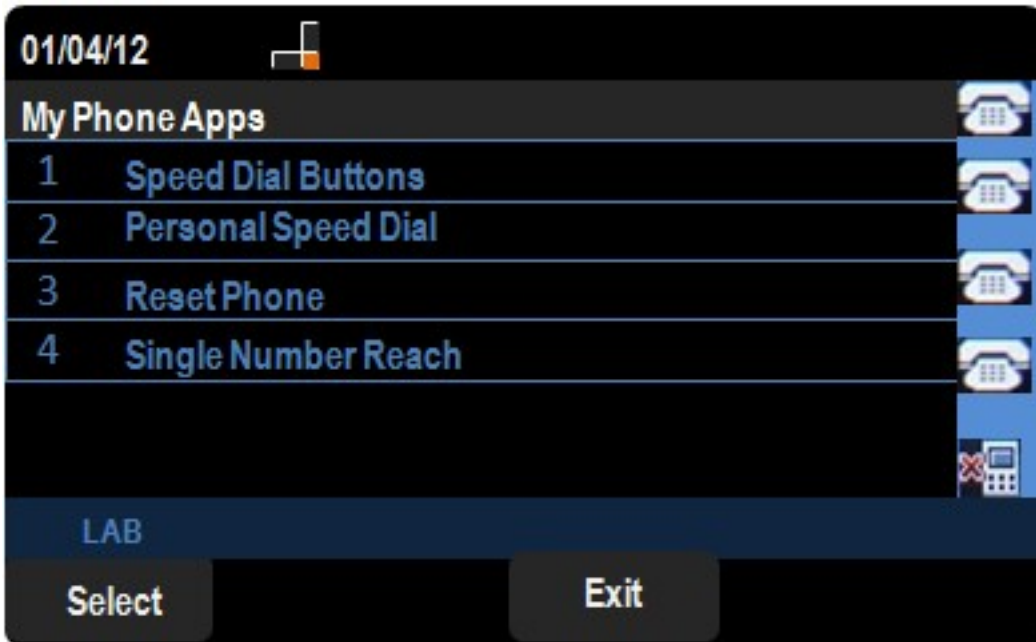 01/04/12
My Phone Apps
1 Speed Dial Buttons
2 Personal Speed Dial
3 Reset Phone
4 Single Number Reach
LAB
Select Exit